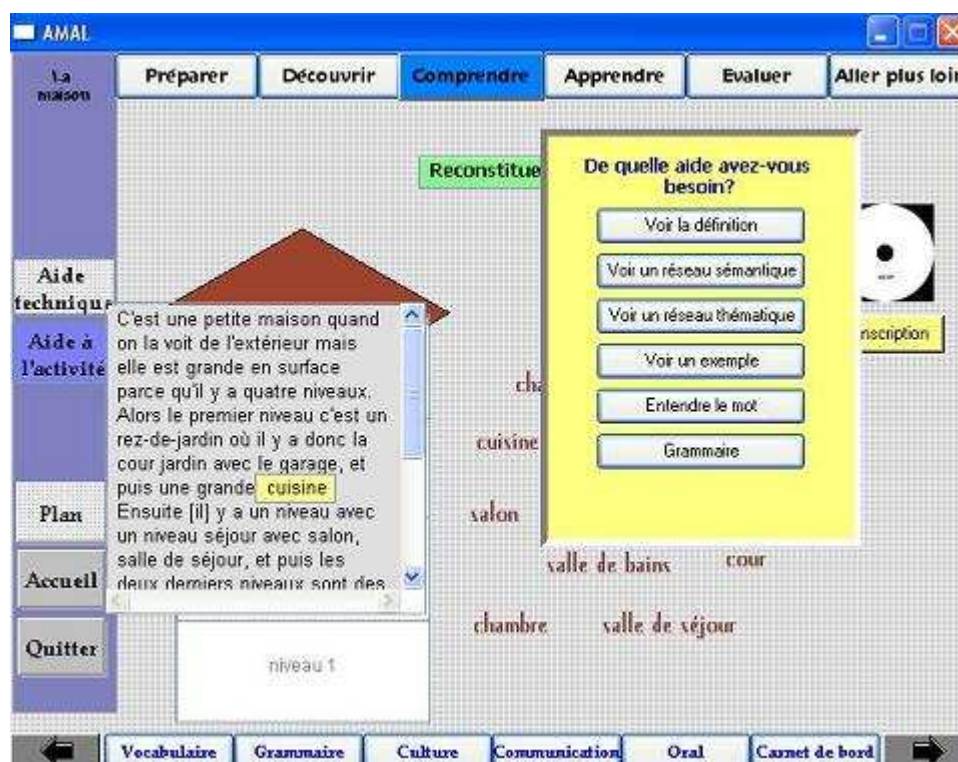 AMAL
La
maison
Préparer
Découvrir
Comprendre
Apprendre
Evaluer
Aller plus loin
Reconstitue
De quelle aide avez-vous
besoin?
Voir la définition
Voir un réseau sémantique
Voir un réseau thématique
Voir un exemple
Entendre le mot
Grammaire
nscription
Aide
technique
Aide à
l'activité
Plan
Accueil
Quitter
C'est une petite maison quand
on la voit de l'extérieur mais
elle est grande en surface
parce qu'il y a quatre niveaux.
Alors le premier niveau c'est un
rez-de-jardin où il y a donc la
cour jardin avec le garage, et
puis une grande cuisine
Ensuite [il] y a un niveau avec
un niveau séjour avec salon,
salle de séjour, et puis les
deux derniers niveaux sont des
cha
cuisine
salon
salle de bains
cour
chambre
salle de séjour
niveau 1
Vocabulaire
Grammaire
Culture
Communication
Oral
Carnet de bord